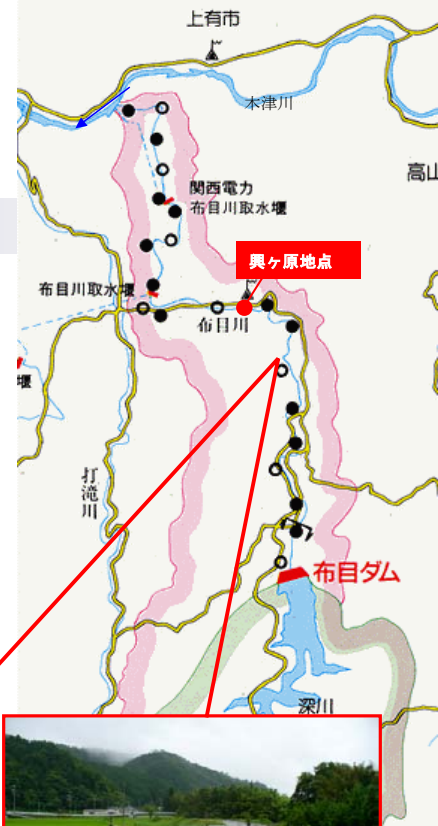 上有市
木津川
高山
関西電力
布目川取水堰
興ヶ原地点
布目川取水堰
布目川
堰
打滝川
布目ダム
深川